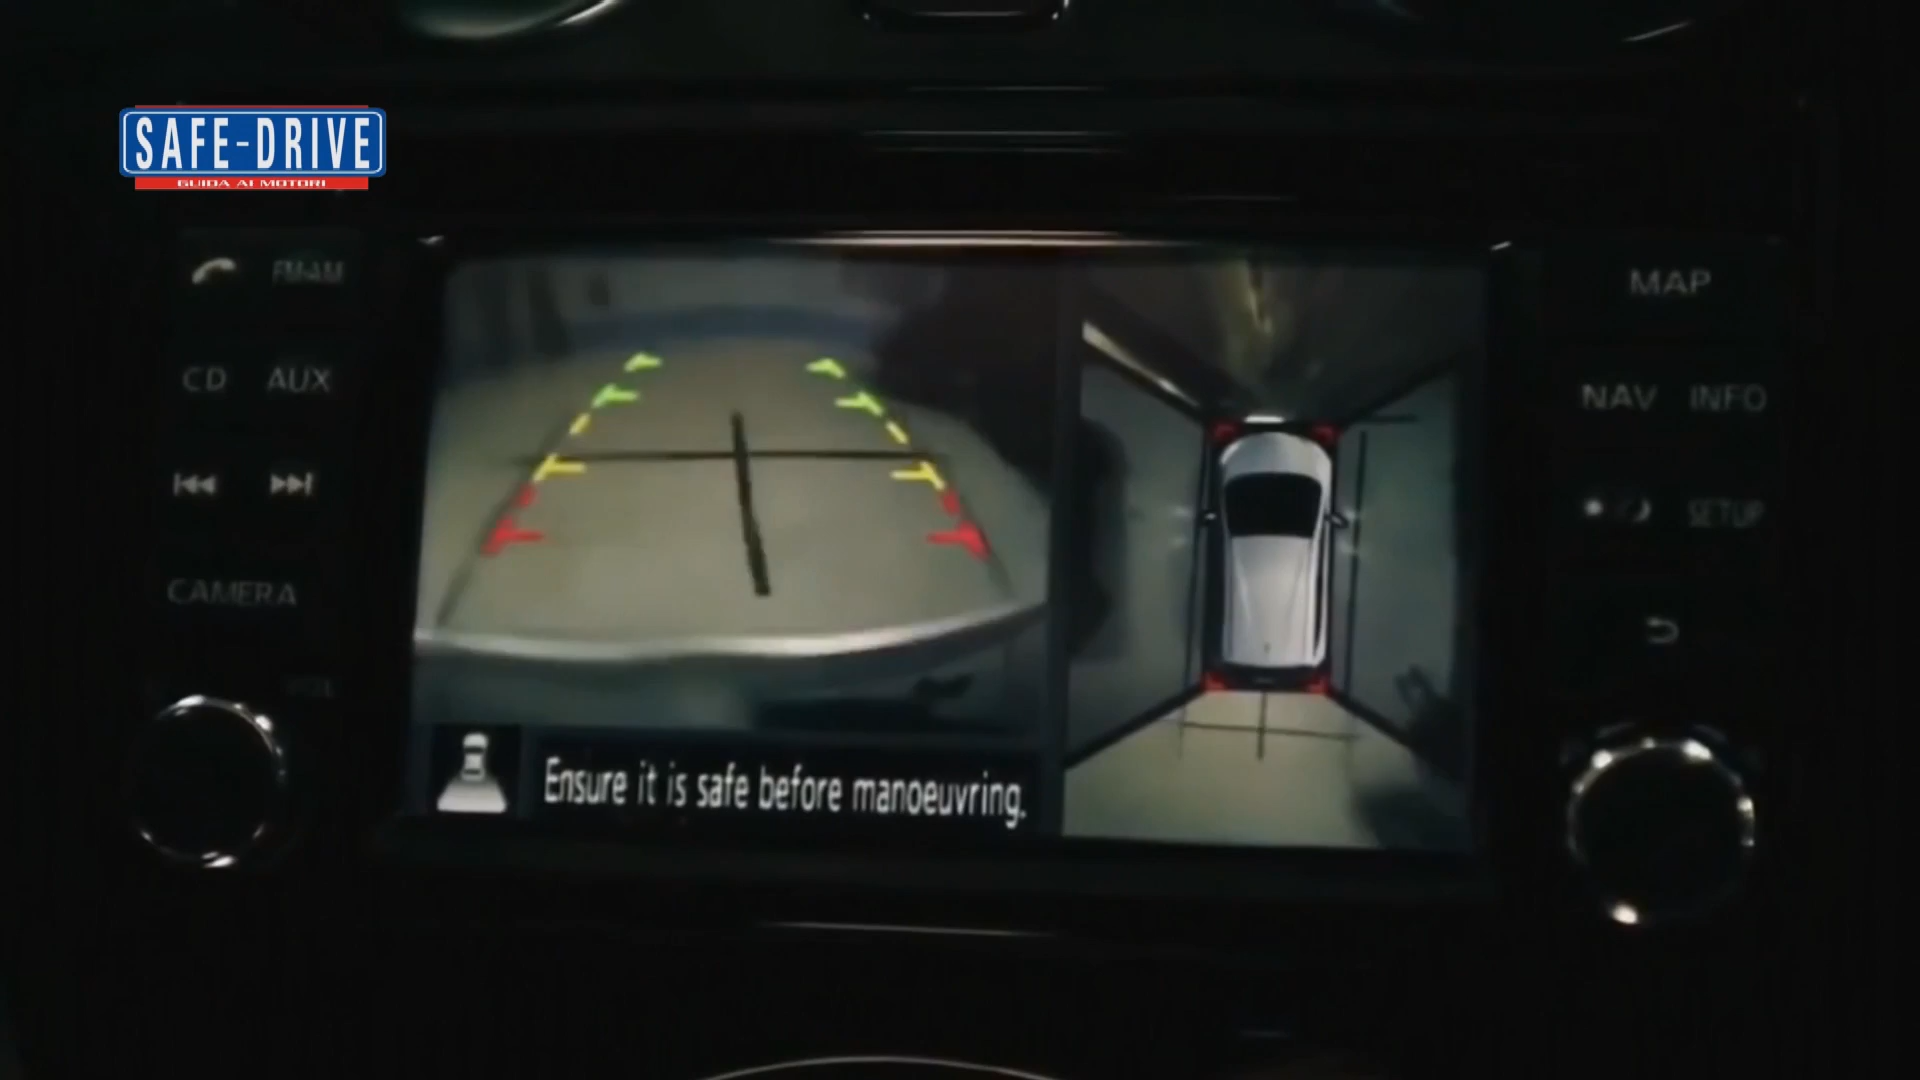 SAFE-DRIVE
GUIDA AI MOTORI
FM-AM
MAP
CD AUX
NAV INFO
SETUP
CAMERA
VOL
Ensure it is safe before manoeuvring.